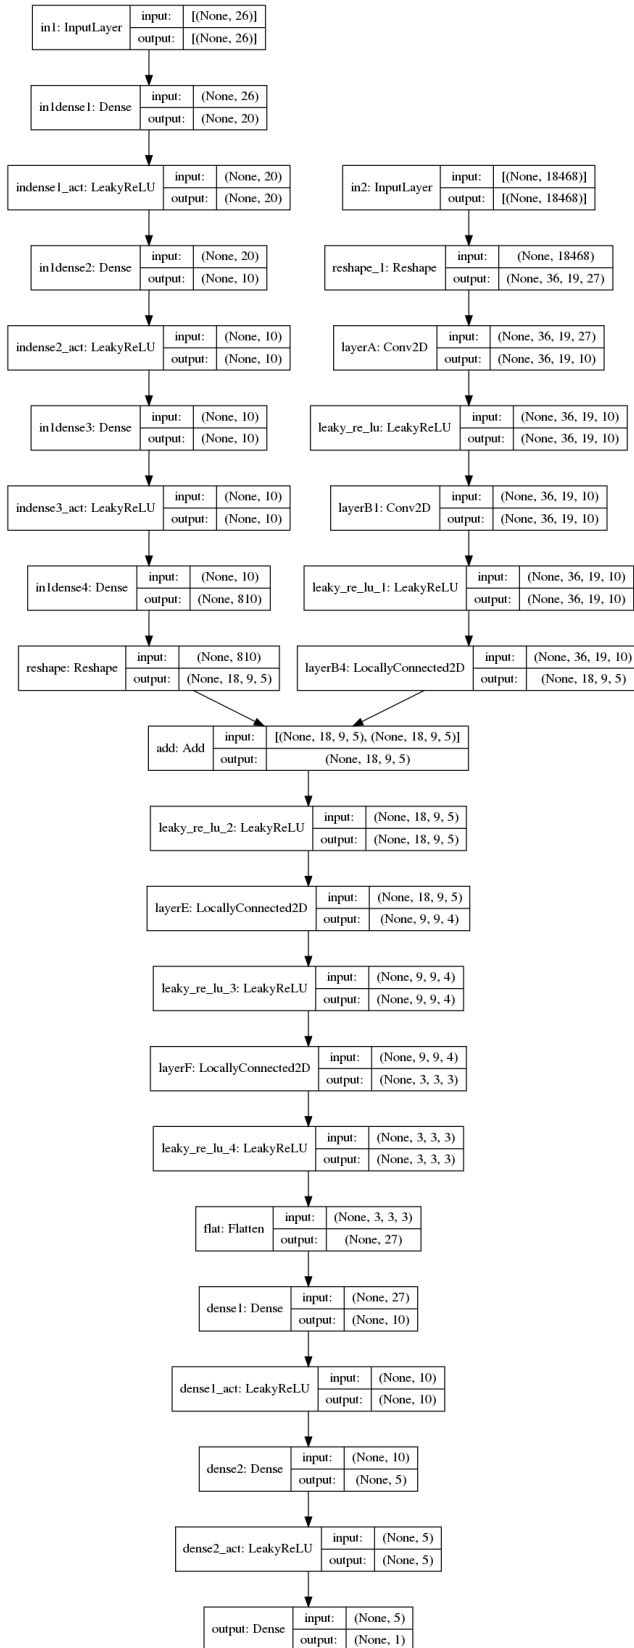 in1: InputLayer
input: [(None, 26)]
output: [(None, 26)]
in1dense1: Dense
input: (None, 26)
output: (None, 20)
indense1_act: LeakyReLU
input: (None, 20)
output: (None, 20)
in2: InputLayer
input: [(None, 18468)]
output: [(None, 18468)]
in1dense2: Dense
input: (None, 20)
output: (None, 10)
reshape_1: Reshape
input: (None, 18468)
output: (None, 36, 19, 27)
indense2_act: LeakyReLU
input: (None, 10)
output: (None, 10)
layerA: Conv2D
input: (None, 36, 19, 27)
output: (None, 36, 19, 10)
in1dense3: Dense
input: (None, 10)
output: (None, 10)
leaky_re_lu: LeakyReLU
input: (None, 36, 19, 10)
output: (None, 36, 19, 10)
indense3_act: LeakyReLU
input: (None, 10)
output: (None, 10)
layerB1: Conv2D
input: (None, 36, 19, 10)
output: (None, 36, 19, 10)
in1dense4: Dense
input: (None, 10)
output: (None, 810)
leaky_re_lu_1: LeakyReLU
input: (None, 36, 19, 10)
output: (None, 36, 19, 10)
reshape: Reshape
input: (None, 810)
output: (None, 18, 9, 5)
layerB4: LocallyConnected2D
input: (None, 36, 19, 10)
output: (None, 18, 9, 5)
add: Add
input: [(None, 18, 9, 5), (None, 18, 9, 5)]
output: (None, 18, 9, 5)
leaky_re_lu_2: LeakyReLU
input: (None, 18, 9, 5)
output: (None, 18, 9, 5)
layerE: LocallyConnected2D
input: (None, 18, 9, 5)
output: (None, 9, 9, 4)
leaky_re_lu_3: LeakyReLU
input: (None, 9, 9, 4)
output: (None, 9, 9, 4)
layerF: LocallyConnected2D
input: (None, 9, 9, 4)
output: (None, 3, 3, 3)
leaky_re_lu_4: LeakyReLU
input: (None, 3, 3, 3)
output: (None, 3, 3, 3)
flat: Flatten
input: (None, 3, 3, 3)
output: (None, 27)
dense1: Dense
input: (None, 27)
output: (None, 10)
dense1_act: LeakyReLU
input: (None, 10)
output: (None, 10)
dense2: Dense
input: (None, 10)
output: (None, 5)
dense2_act: LeakyReLU
input: (None, 5)
output: (None, 5)
output: Dense
input: (None, 5)
output: (None, 1)